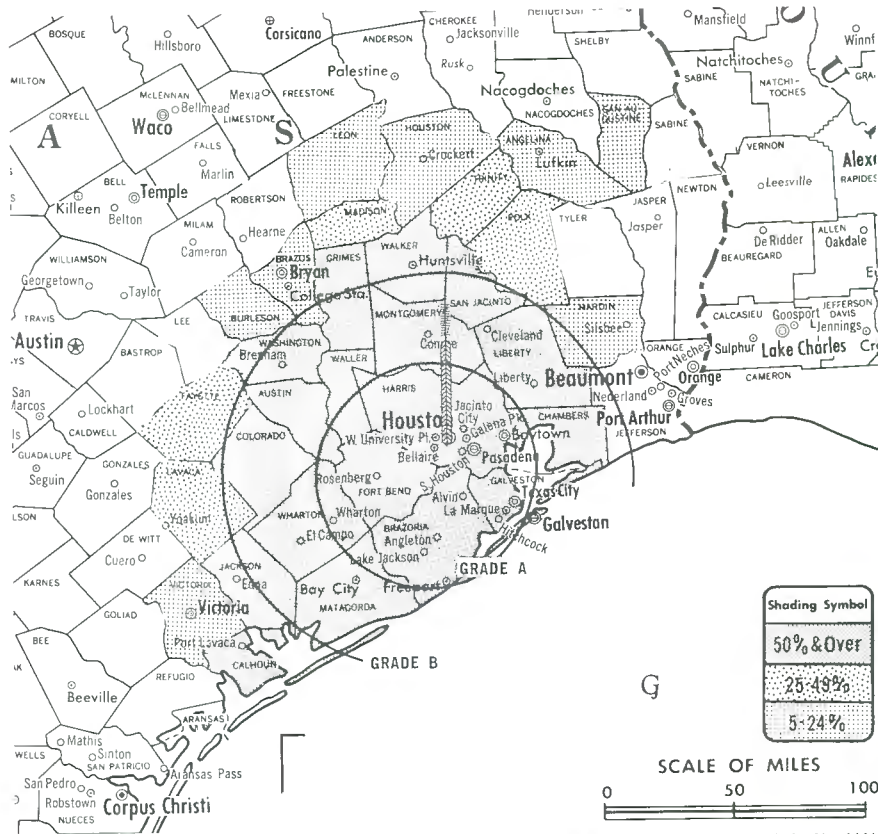 BOSQUE
Hillsboro
Corsicano
ANDERSON
CHEROKEE
Jacksonville
SHELBY
Mansfield
Winnf
HAMILTON
McLENNAN
Bellmead
Mexia
FREESTONE
Palestine
Rusk
Nacogdoches
SABINE
Natchitoches
NATCHI-
TOCHES
CORYELL
Waco
LIMESTONE
LEON
HOUSTON
NACOGDOCHES
SAN AU
GUSTINE
SABINE
U
A
S
FALLS
Marlin
Crockert
ANGELINA
Lufkin
VERNON
Alex
RAPIDES
BELL
Temple
Killeen
Belton
ROBERTSON
TRINITY
JASPER
NEWTON
Leesville
MILAM
Cameron
Hearne
MADISON
POLK
TYLER
Jasper
ALLEN
Oakdale
De Ridder
BEAUREGARD
WILLIAMSON
Georgetown
Taylor
BRAZOS
Bryan
College Sta.
GRIMES
WALKER
Huntsville
TRAVIS
LEE
BURLESON
MONTGOMERY
SAN JACINTO
HARDIN
Silsbee
CALCASIEU
Goosport
JEFFERSON
DAVIS
Jennings
Austin
BASTROP
WASHINGTON
Brenham
WALLER
Conroe
Cleveland
LIBERTY
Liberty
ORANGE
Port Neches
Orange
Sulphur
Lake Charles
CAMERON
San
Marcos
Lockhart
CALDWELL
FAYETTE
AUSTIN
HARRIS
Beaumont
Nederland
Groves
Port Arthur
JEFFERSON
GUADALUPE
Seguin
GONZALES
Gonzales
LAVACA
COLORADO
Housto
W. University Pl.
Bellaire
Jacinto
City
Galena Pk.
Baytown
CHAMBERS
Pasaden
S. Houston
Rosenberg
FORT BEND
GALVESTON
Texas City
Yoakum
WHARTON
Wharton
Alvin
La Marque
Galveston
Hitchcock
DE WITT
Cuero
El Campo
BRAZORIA
Angleton
Lake Jackson
KARNES
JACKSON
Edna
Bay City
Freeport
GRADE A
GOLIAD
VICTORIA
Victoria
MATAGORDA
BEE
Port Lavaca
CALHOUN
GRADE B
Beeville
REFUGIO
ARANSAS
G
Shading Symbol
50% & Over
25-49%
5-24%
Mathis
Sinton
SAN PATRICIO
Aransas Pass
San Pedro
Robstown
NUECES
Corpus Christi
SCALE OF MILES
0 50 100